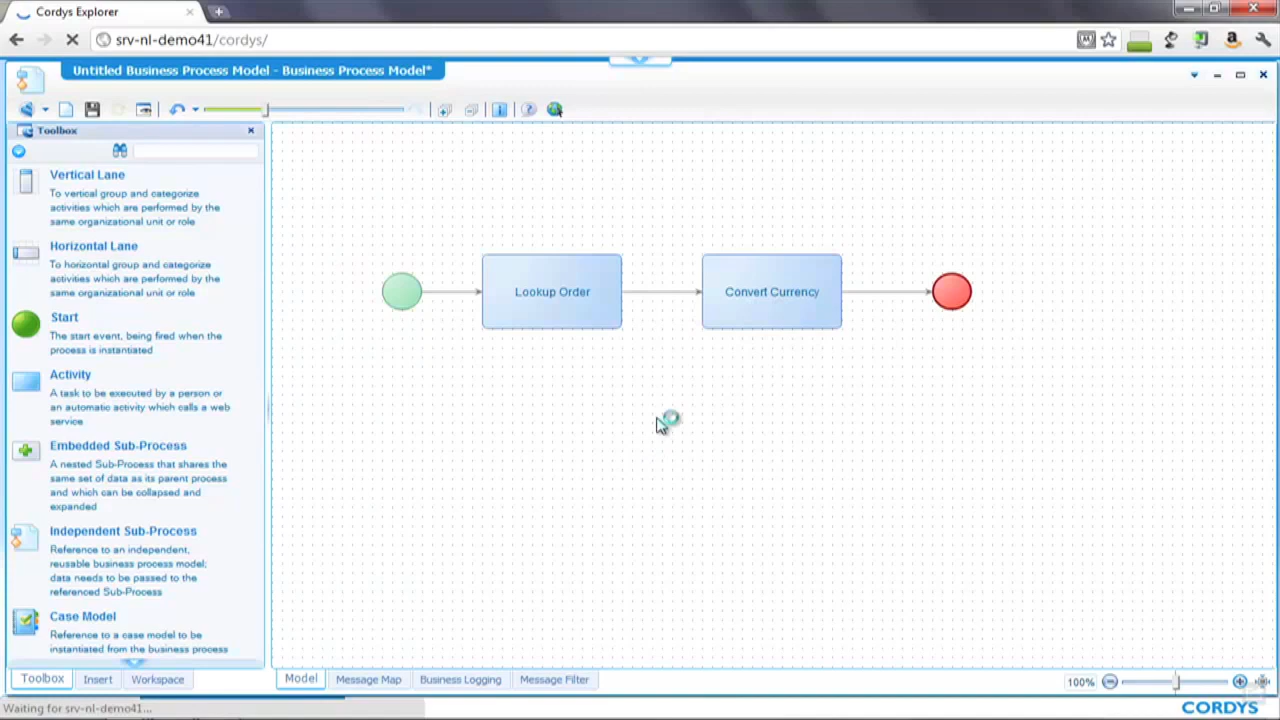 Cordys Explorer
srv-nl-demo41/cordys/
Untitled Business Process Model - Business Process Model*
Toolbox
Vertical Lane
To vertical group and categorize
activities which are performed by the
same organizational unit or role
Horizontal Lane
To horizontal group and categorize
activities which are performed by the
same organizational unit or role
Start
The start event, being fired when the
process is instantiated
Activity
A task to be executed by a person or
an automatic activity which calls a web
service
Embedded Sub-Process
A nested Sub-Process that shares the
same set of data as its parent process
and which can be collapsed and
expanded
Independent Sub-Process
Reference to an independent,
reusable business process model;
data needs to be passed to the
referenced Sub-Process
Case Model
Reference to a case model to be
instantiated from the business process
Lookup Order
Convert Currency
Toolbox
Insert
Workspace
Model
Message Map
Business Logging
Message Filter
100%
Waiting for srv-nl-demo41...
CORDYS